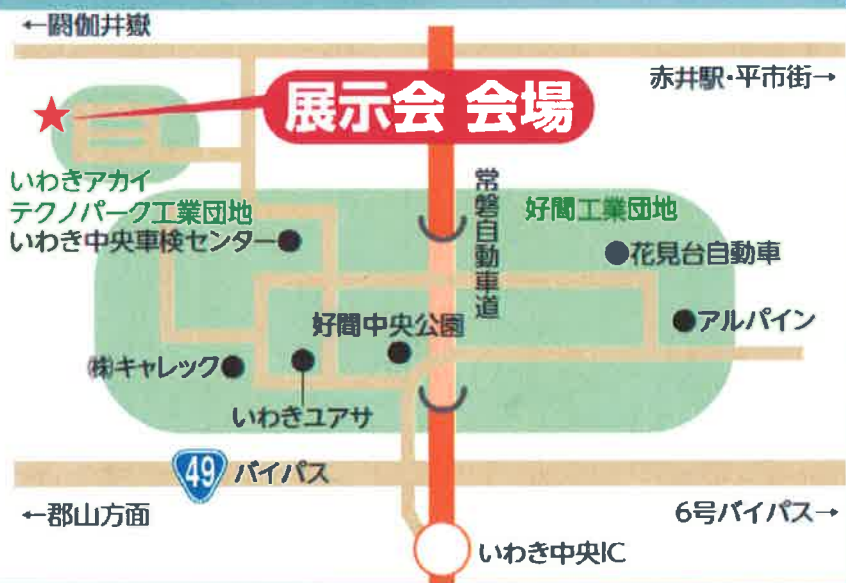 ←閼伽井嶽
赤井駅・平市街→
展示会 会場
いわきアカイ
テクノパーク工業団地
常磐自動車道
好間工業団地
いわき中央車検センター
花見台自動車
好間中央公園
アルパイン
㈱キャレック
いわきユアサ
49 バイパス
←郡山方面
6号バイパス→
いわき中央IC